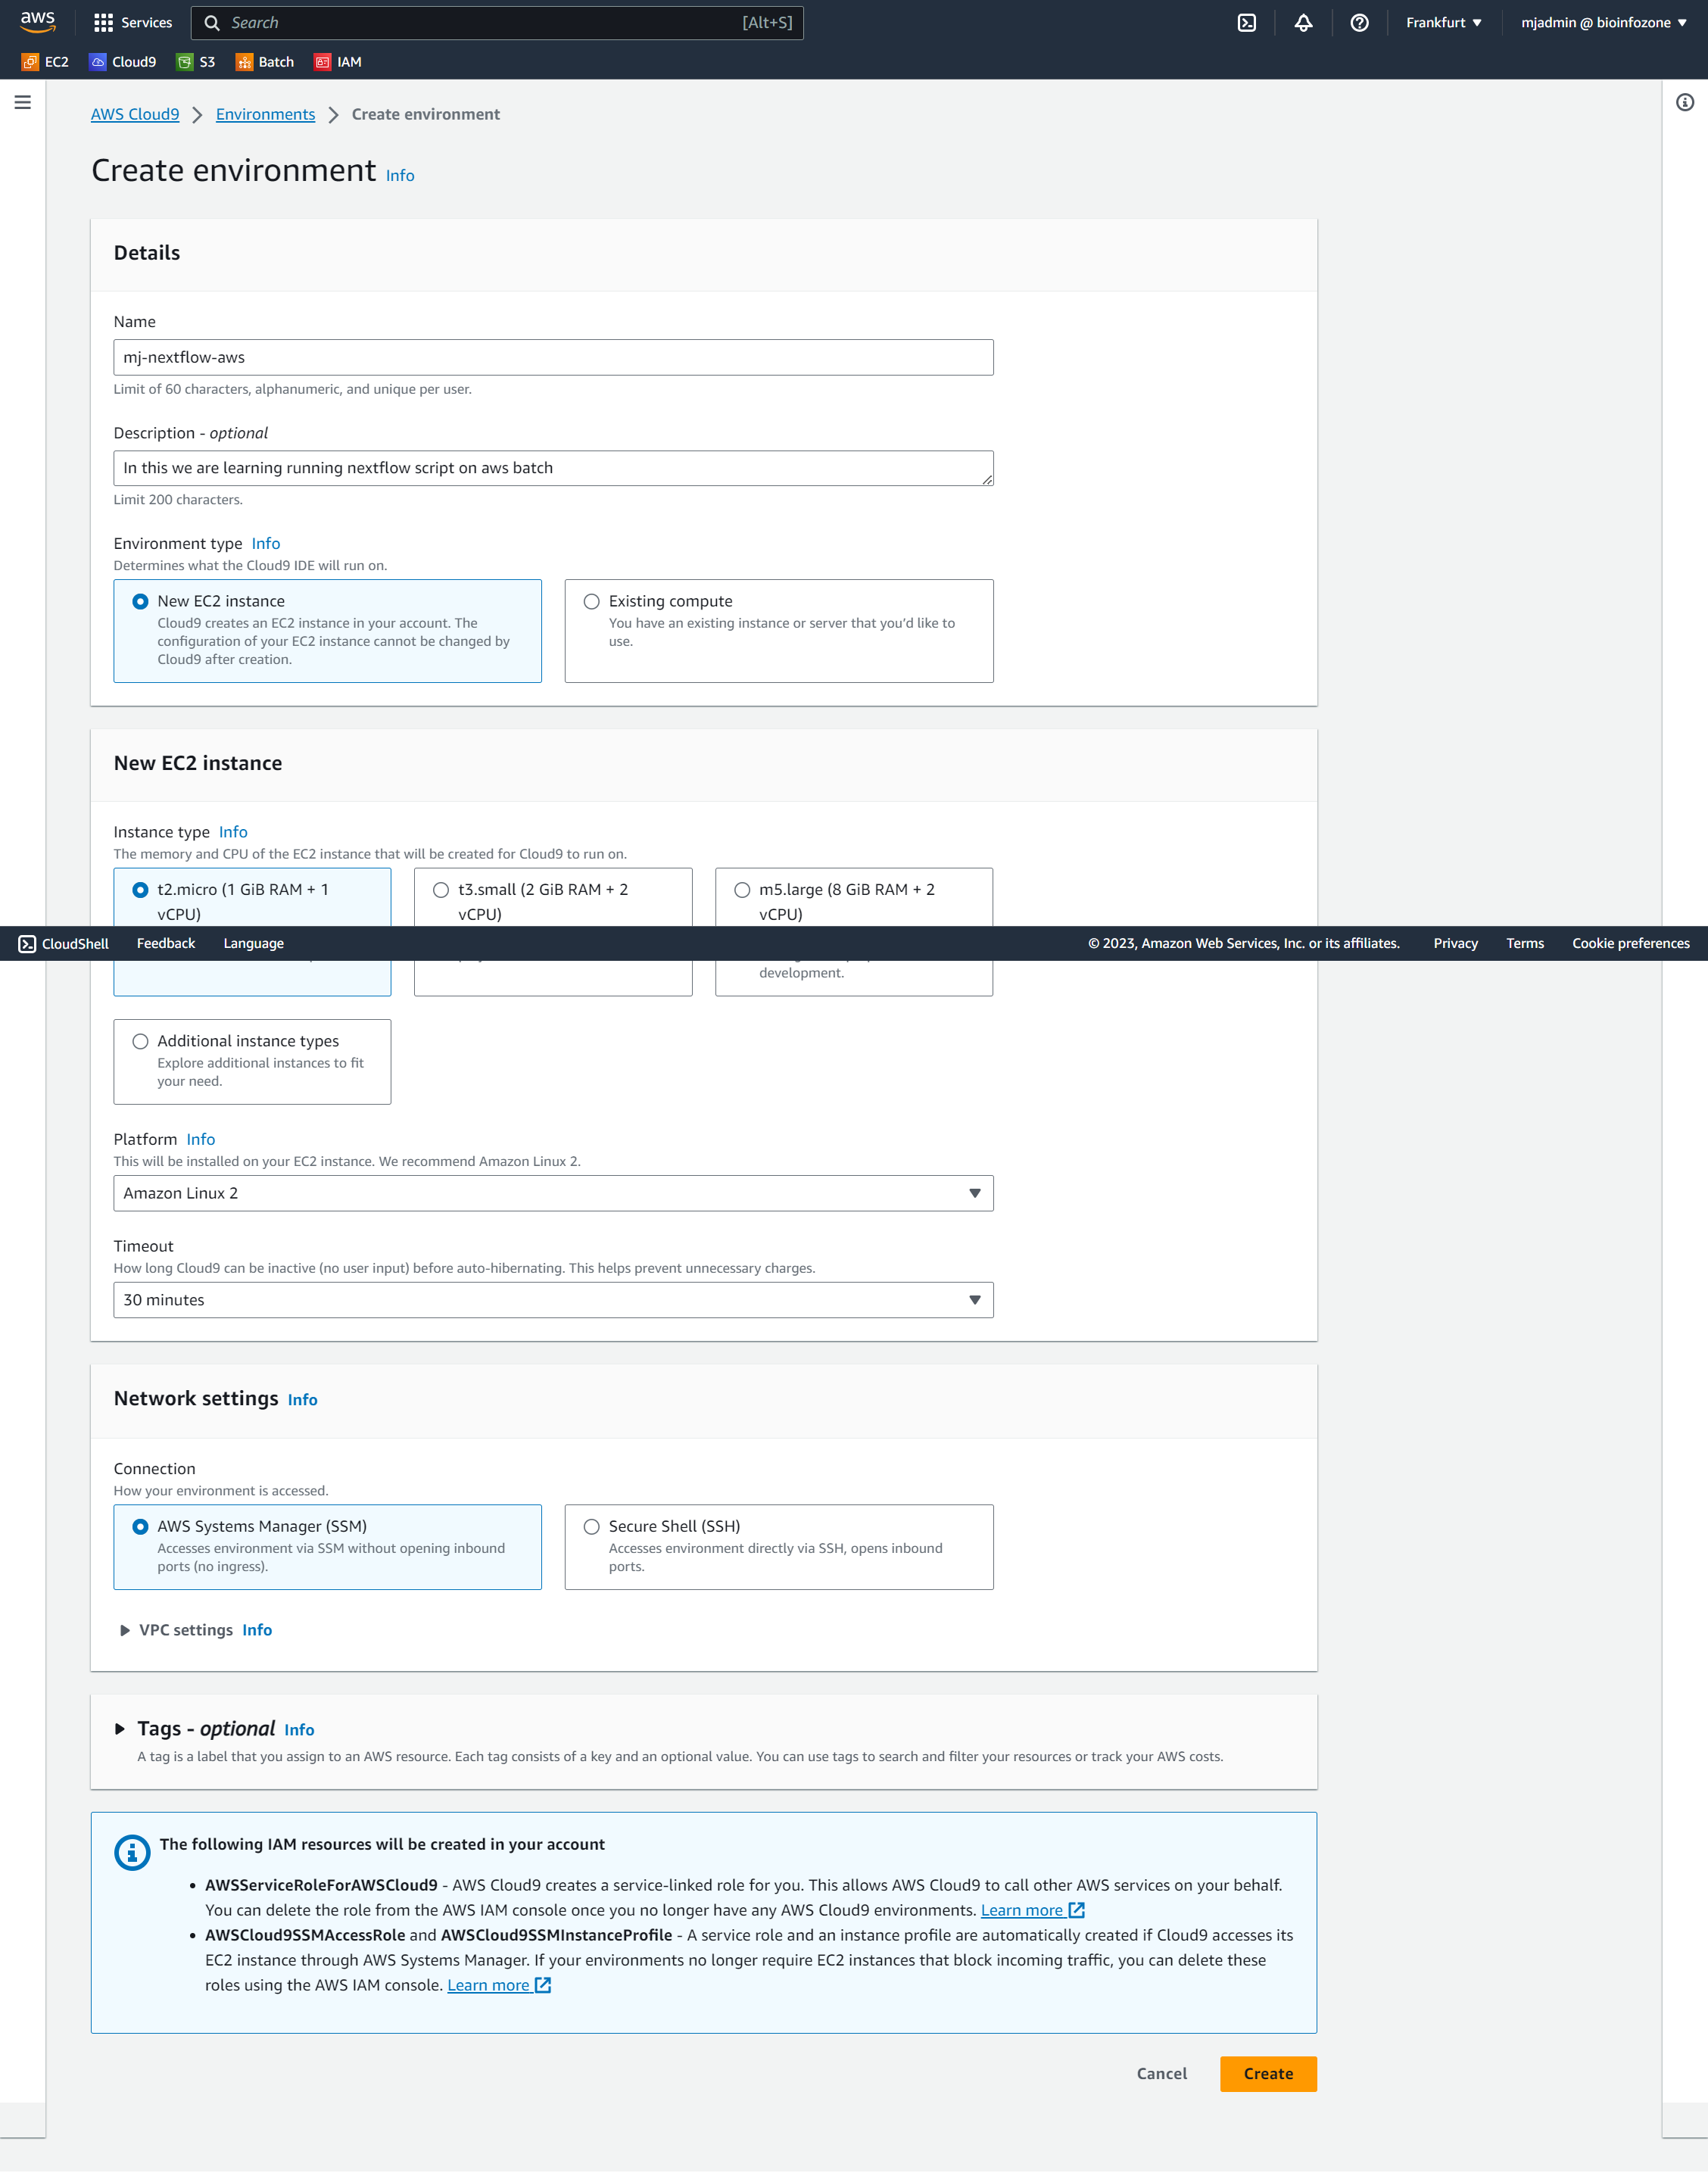 aws
Services
Search
[Alt+S]
Frankfurt
mjadmin @ bioinfozone
EC2
Cloud9
S3
Batch
IAM
AWS Cloud9
Environments
Create environment
Create environment Info
Details
Name
mj-nextflow-aws
Limit of 60 characters, alphanumeric, and unique per user.
Description - optional
In this we are learning running nextflow script on aws batch
Limit 200 characters.
Environment type Info
Determines what the Cloud9 IDE will run on.
New EC2 instance
Cloud9 creates an EC2 instance in your account. The
configuration of your EC2 instance cannot be changed by
Cloud9 after creation.
Existing compute
You have an existing instance or server that you'd like to
use.
New EC2 instance
Instance type Info
The memory and CPU of the EC2 instance that will be created for Cloud9 to run on.
t2.micro (1 GiB RAM + 1
vCPU)
t3.small (2 GiB RAM + 2
vCPU)
m5.large (8 GiB RAM + 2
vCPU)
CloudShell
Feedback
Language
© 2023, Amazon Web Services, Inc. or its affiliates.
Privacy
Terms
Cookie preferences
development.
Additional instance types
Explore additional instances to fit
your need.
Platform Info
This will be installed on your EC2 instance. We recommend Amazon Linux 2.
Amazon Linux 2
Timeout
How long Cloud9 can be inactive (no user input) before auto-hibernating. This helps prevent unnecessary charges.
30 minutes
Network settings Info
Connection
How your environment is accessed.
AWS Systems Manager (SSM)
Accesses environment via SSM without opening inbound
ports (no ingress).
Secure Shell (SSH)
Accesses environment directly via SSH, opens inbound
ports.
VPC settings Info
Tags - optional Info
A tag is a label that you assign to an AWS resource. Each tag consists of a key and an optional value. You can use tags to search and filter your resources or track your AWS costs.
The following IAM resources will be created in your account
• AWSServiceRoleForAWSCloud9 - AWS Cloud9 creates a service-linked role for you. This allows AWS Cloud9 to call other AWS services on your behalf.
You can delete the role from the AWS IAM console once you no longer have any AWS Cloud9 environments. Learn more
• AWSCloud9SSMAccessRole and AWSCloud9SSMInstanceProfile - A service role and an instance profile are automatically created if Cloud9 accesses its
EC2 instance through AWS Systems Manager. If your environments no longer require EC2 instances that block incoming traffic, you can delete these
roles using the AWS IAM console. Learn more
Cancel
Create